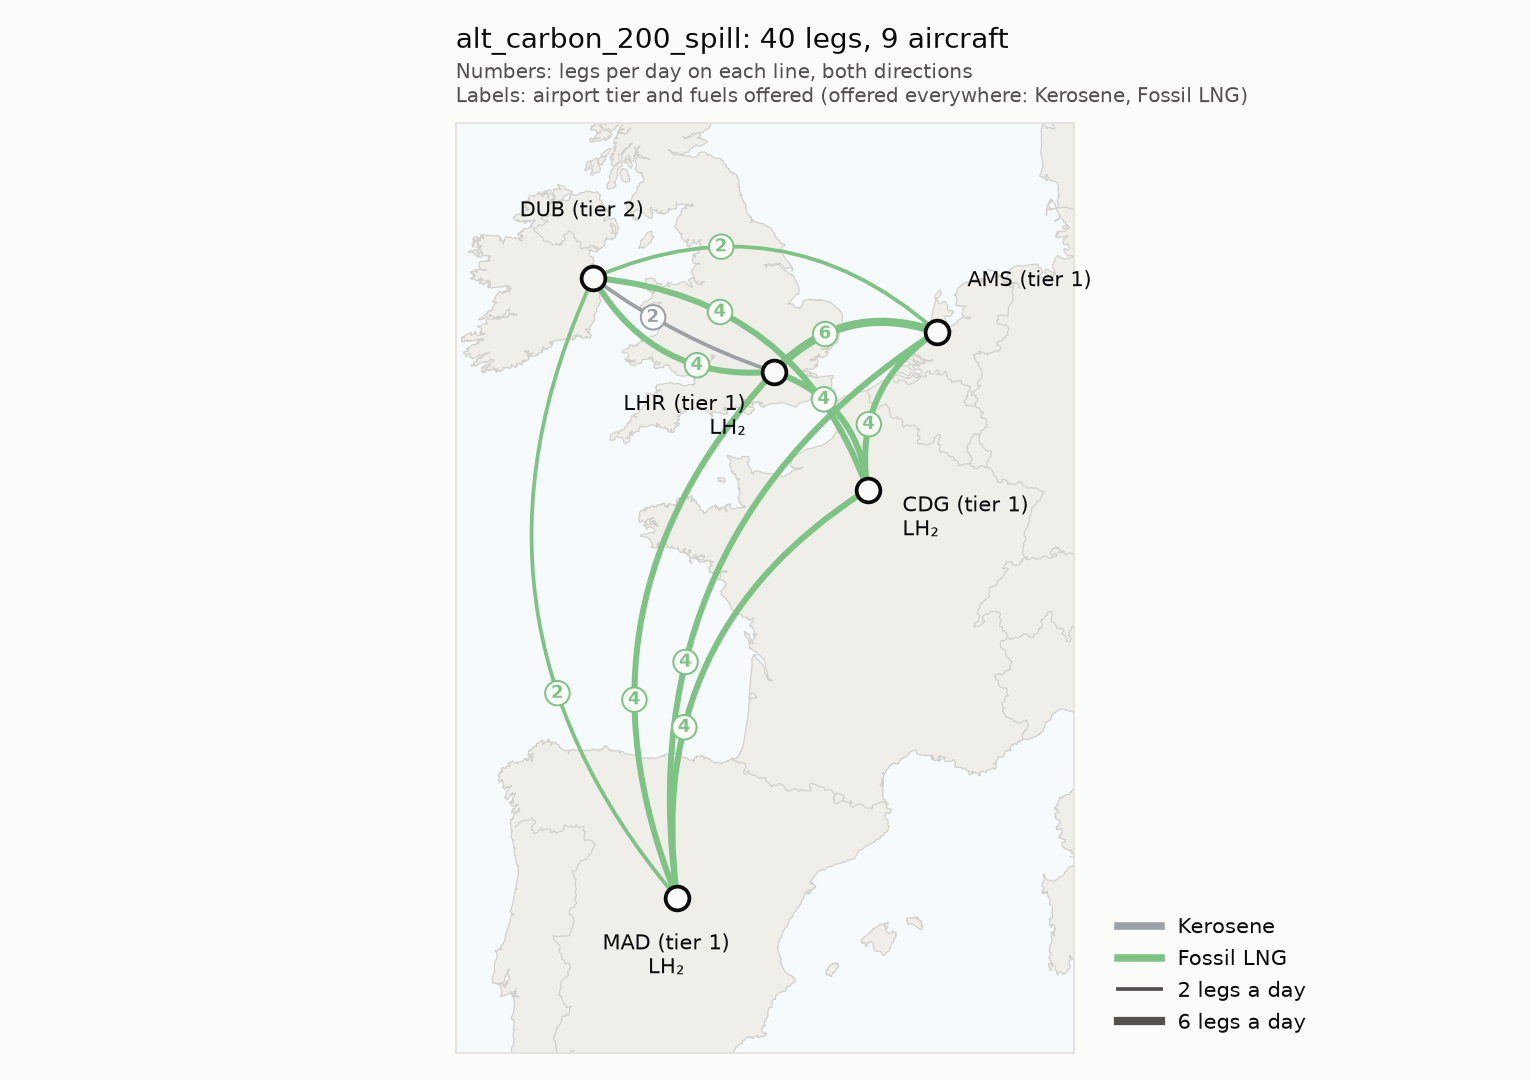 alt_carbon_200_spill: 40 legs, 9 aircraft
Numbers: legs per day on each line, both directions
Labels: airport tier and fuels offered (offered everywhere: Kerosene, Fossil LNG)
DUB (tier 2)
2
AMS (tier 1)
4
2
6
4
LHR (tier 1)
LH₂
4
4
CDG (tier 1)
LH₂
4
2
4
4
MAD (tier 1)
LH₂
Kerosene
Fossil LNG
2 legs a day
6 legs a day